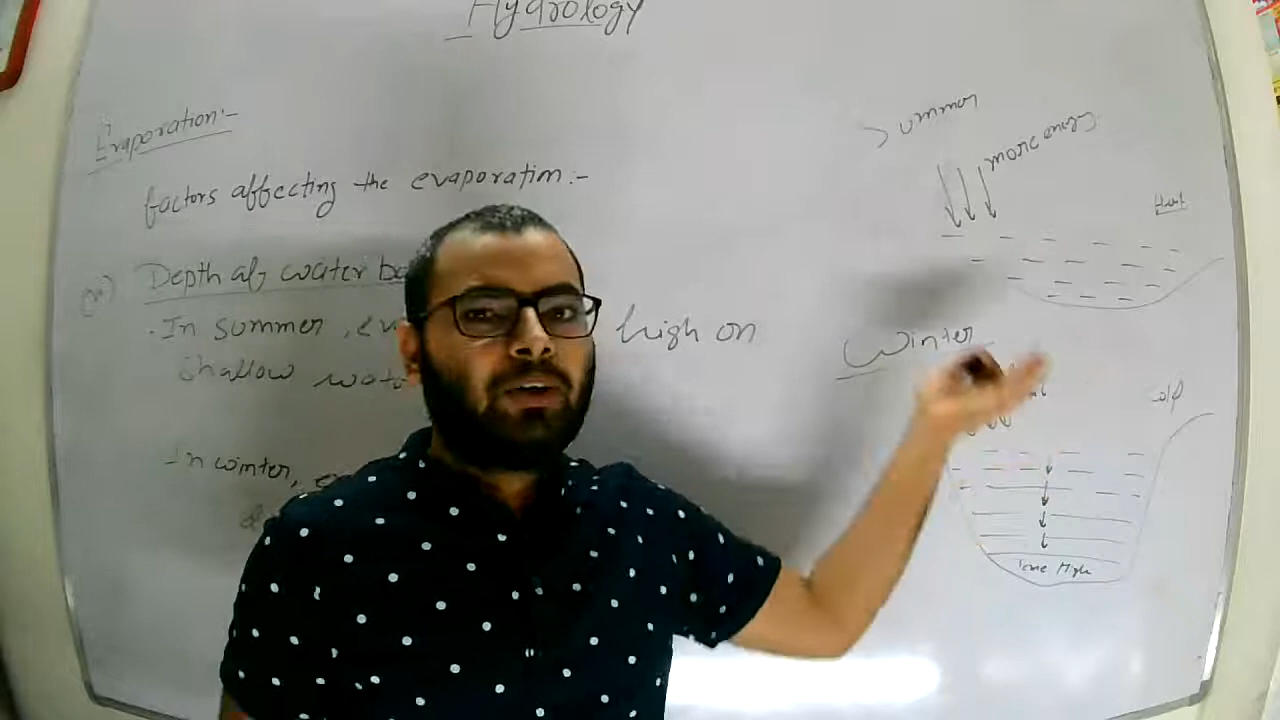 Hydrology
Evaporation:-
factors affecting the evaporation:-
Depth of water bo
. In summer, ev high on
shallow wat
In winter, e
Summer
more energy
Hot
Winter
High